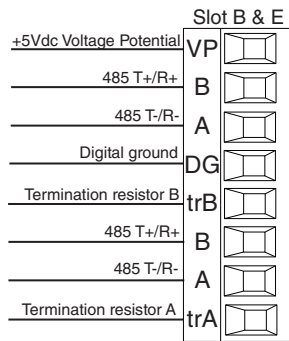 Slot B & E
+5Vdc Voltage Potential VP
485 T+/R+ B
485 T-/R- A
Digital ground DG
Termination resistor B trB
485 T+/R+ B
485 T-/R- A
Termination resistor A trA